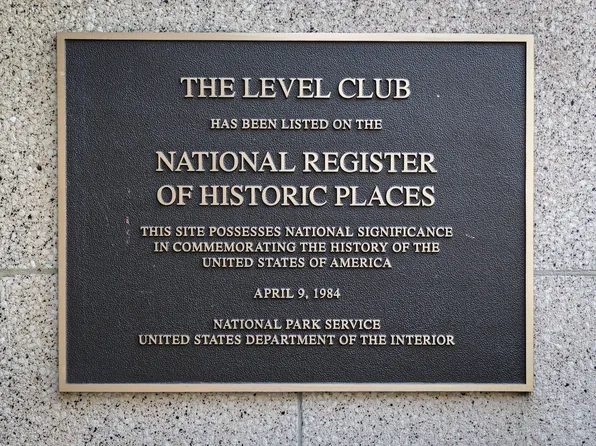 THE LEVEL CLUB
HAS BEEN LISTED ON THE
NATIONAL REGISTER
OF HISTORIC PLACES
THIS SITE POSSESSES NATIONAL SIGNIFICANCE
IN COMMEMORATING THE HISTORY OF THE
UNITED STATES OF AMERICA
APRIL 9, 1984
NATIONAL PARK SERVICE
UNITED STATES DEPARTMENT OF THE INTERIOR